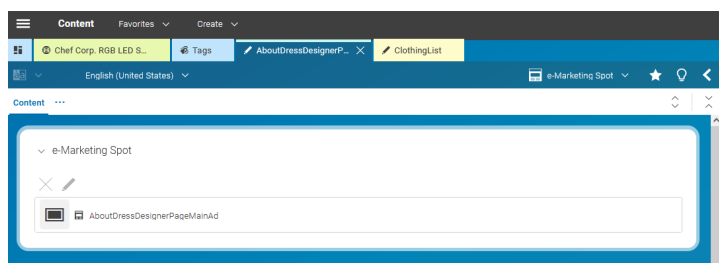 Content Favorites Create
Chef Corp. RGB LED S... Tags AboutDressDesignerP... ClothingList
English (United States) e-Marketing Spot
Content ...
e-Marketing Spot
AboutDressDesignerPageMainAd